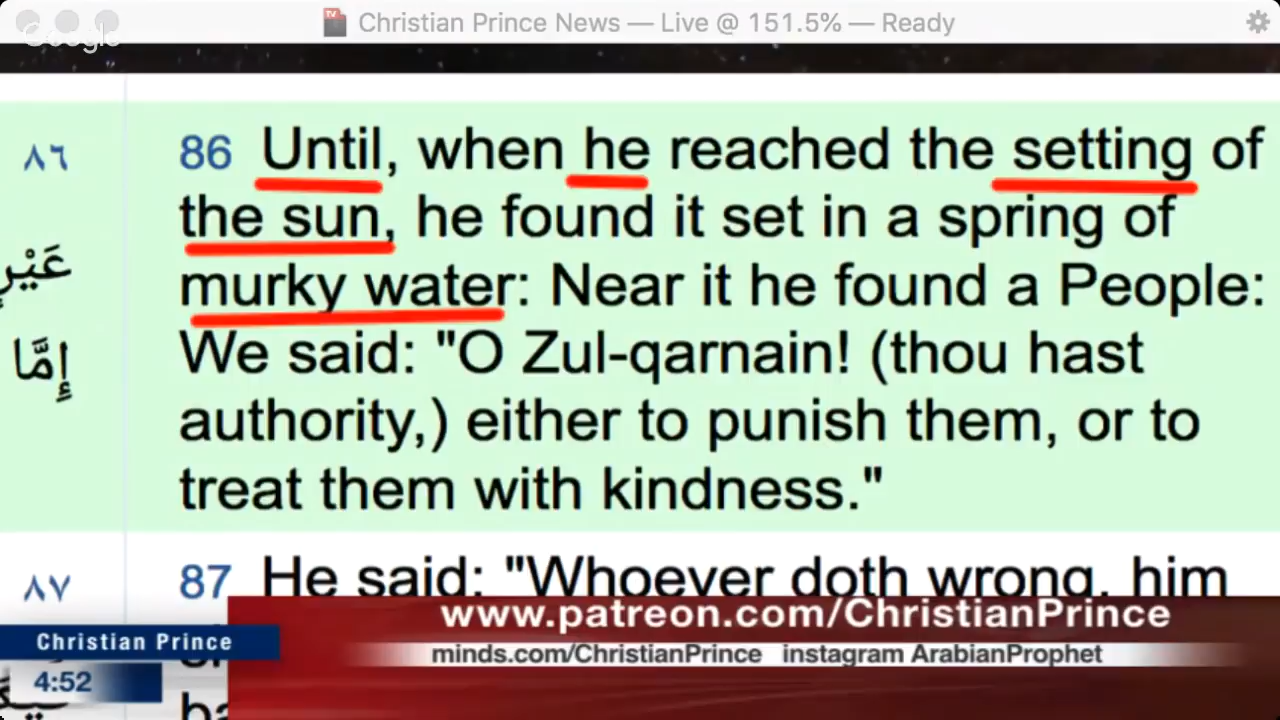 Christian Prince News — Live @ 151.5% — Ready
Google
٨٦
86 Until, when he reached the setting of
the sun, he found it set in a spring of
murky water: Near it he found a People:
We said: "O Zul-qarnain! (thou hast
authority,) either to punish them, or to
treat them with kindness."
إِمَّا
٨٧
87 He said: "Whoever doth wrong, him
www.patreon.com/ChristianPrince
Christian Prince
minds.com/ChristianPrince instagram ArabianProphet
4:52